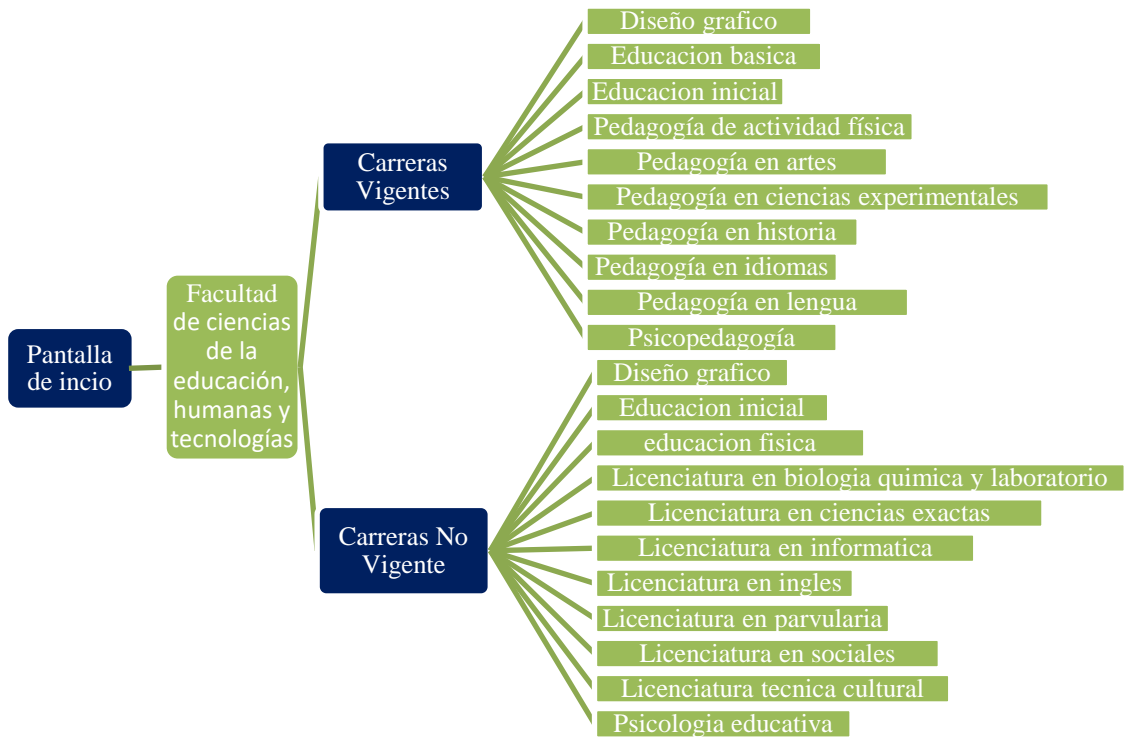 Pantalla
de incio
Facultad
de ciencias
de la
educación,
humanas y
tecnologías
Carreras
Vigentes
Diseño grafico
Educacion basica
Educacion inicial
Pedagogía de actividad física
Pedagogía en artes
Pedagogía en ciencias experimentales
Pedagogía en historia
Pedagogía en idiomas
Pedagogía en lengua
Psicopedagogía
Carreras No
Vigente
Diseño grafico
Educacion inicial
educacion fisica
Licenciatura en biologia quimica y laboratorio
Licenciatura en ciencias exactas
Licenciatura en informatica
Licenciatura en ingles
Licenciatura en parvularia
Licenciatura en sociales
Licenciatura tecnica cultural
Psicologia educativa